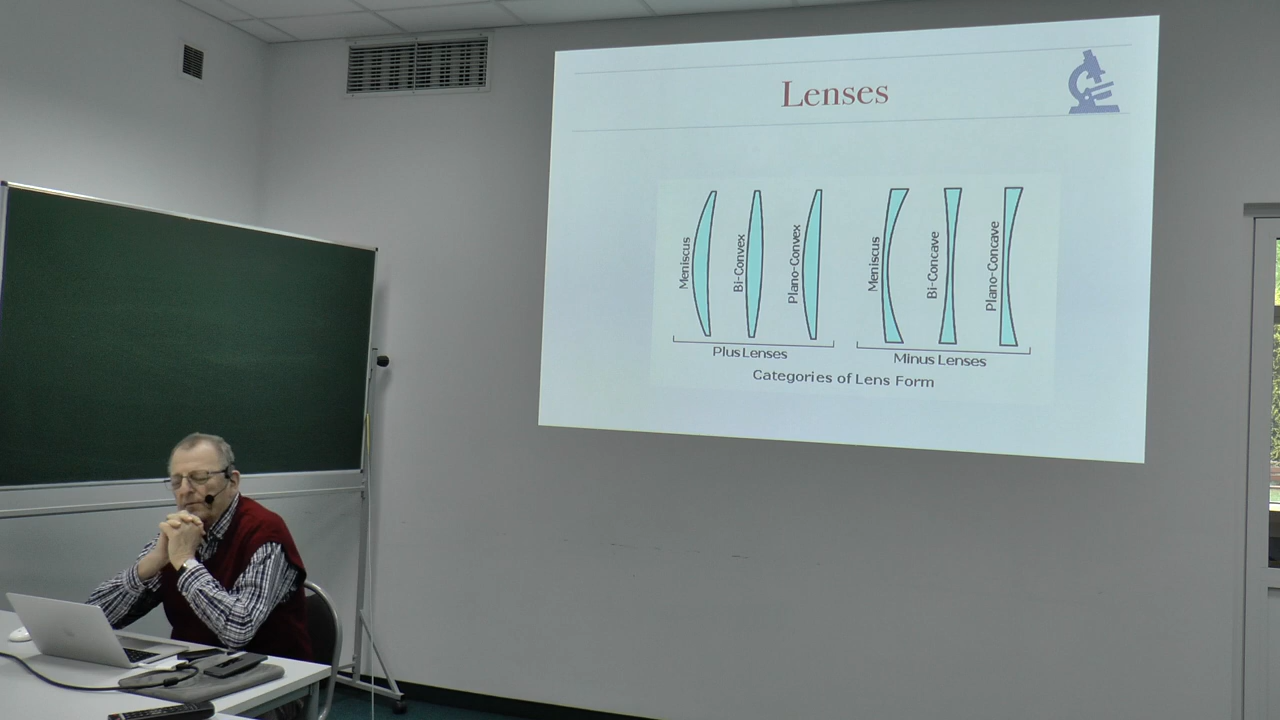 Lenses
Meniscus
Bi-Convex
Plano-Convex
Meniscus
Bi-Concave
Plano-Concave
Plus Lenses
Minus Lenses
Categories of Lens Form